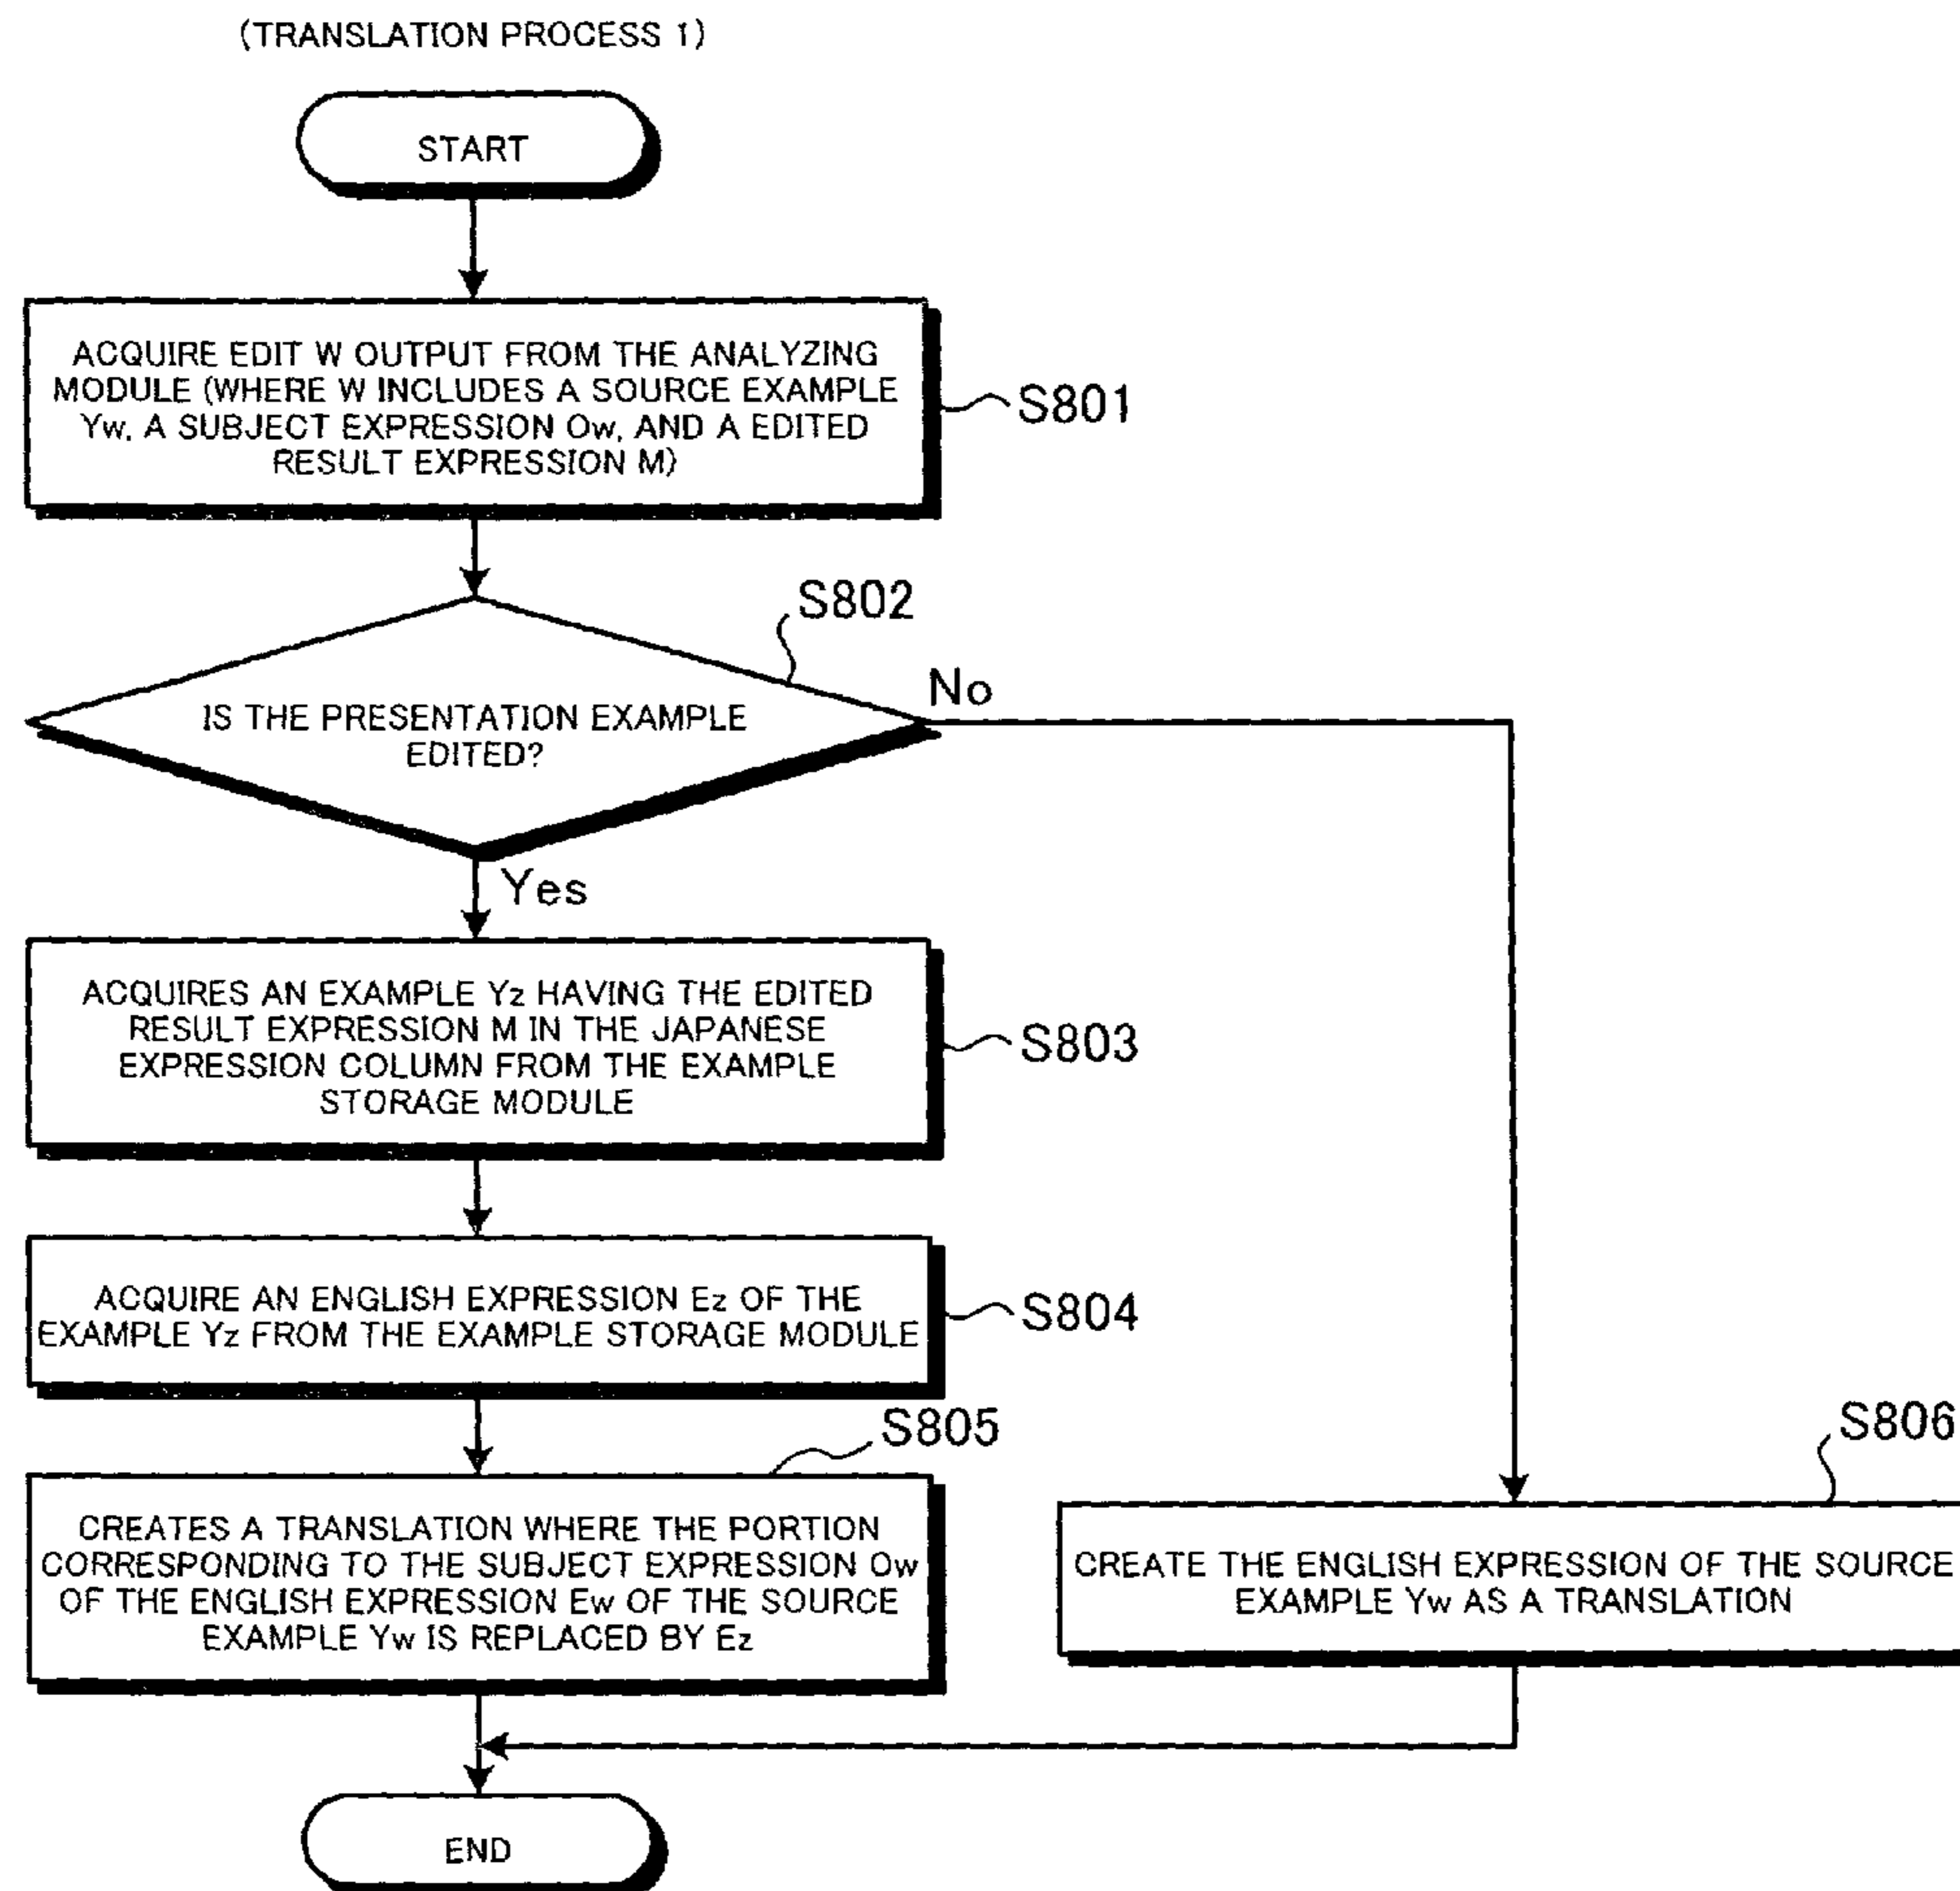 (TRANSLATION PROCESS 1)
START
ACQUIRE EDIT W OUTPUT FROM THE ANALYZING
MODULE (WHERE W INCLUDES A SOURCE EXAMPLE
Yw, A SUBJECT EXPRESSION Ow, AND A EDITED
RESULT EXPRESSION M)
S801
S802
IS THE PRESENTATION EXAMPLE
EDITED?
No
Yes
ACQUIRES AN EXAMPLE Yz HAVING THE EDITED
RESULT EXPRESSION M IN THE JAPANESE
EXPRESSION COLUMN FROM THE EXAMPLE
STORAGE MODULE
S803
ACQUIRE AN ENGLISH EXPRESSION Ez OF THE
EXAMPLE Yz FROM THE EXAMPLE STORAGE MODULE
S804
S805
CREATES A TRANSLATION WHERE THE PORTION
CORRESPONDING TO THE SUBJECT EXPRESSION Ow
OF THE ENGLISH EXPRESSION Ew OF THE SOURCE
EXAMPLE Yw IS REPLACED BY Ez
S806
CREATE THE ENGLISH EXPRESSION OF THE SOURCE
EXAMPLE Yw AS A TRANSLATION
END